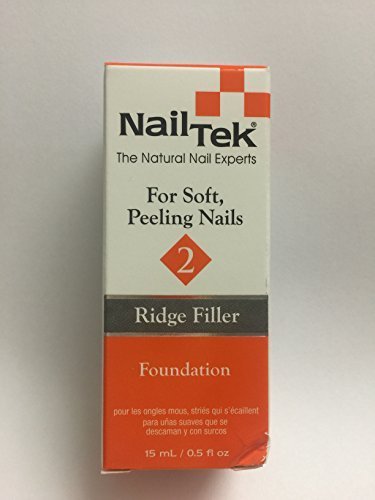 NailTek®
The Natural Nail Experts
For Soft,
Peeling Nails
2
Ridge Filler
Foundation
pour les ongles mous, striés qui s'écaillent
para uñas suaves que se
descaman y con surcos
15 mL / 0.5 fl oz